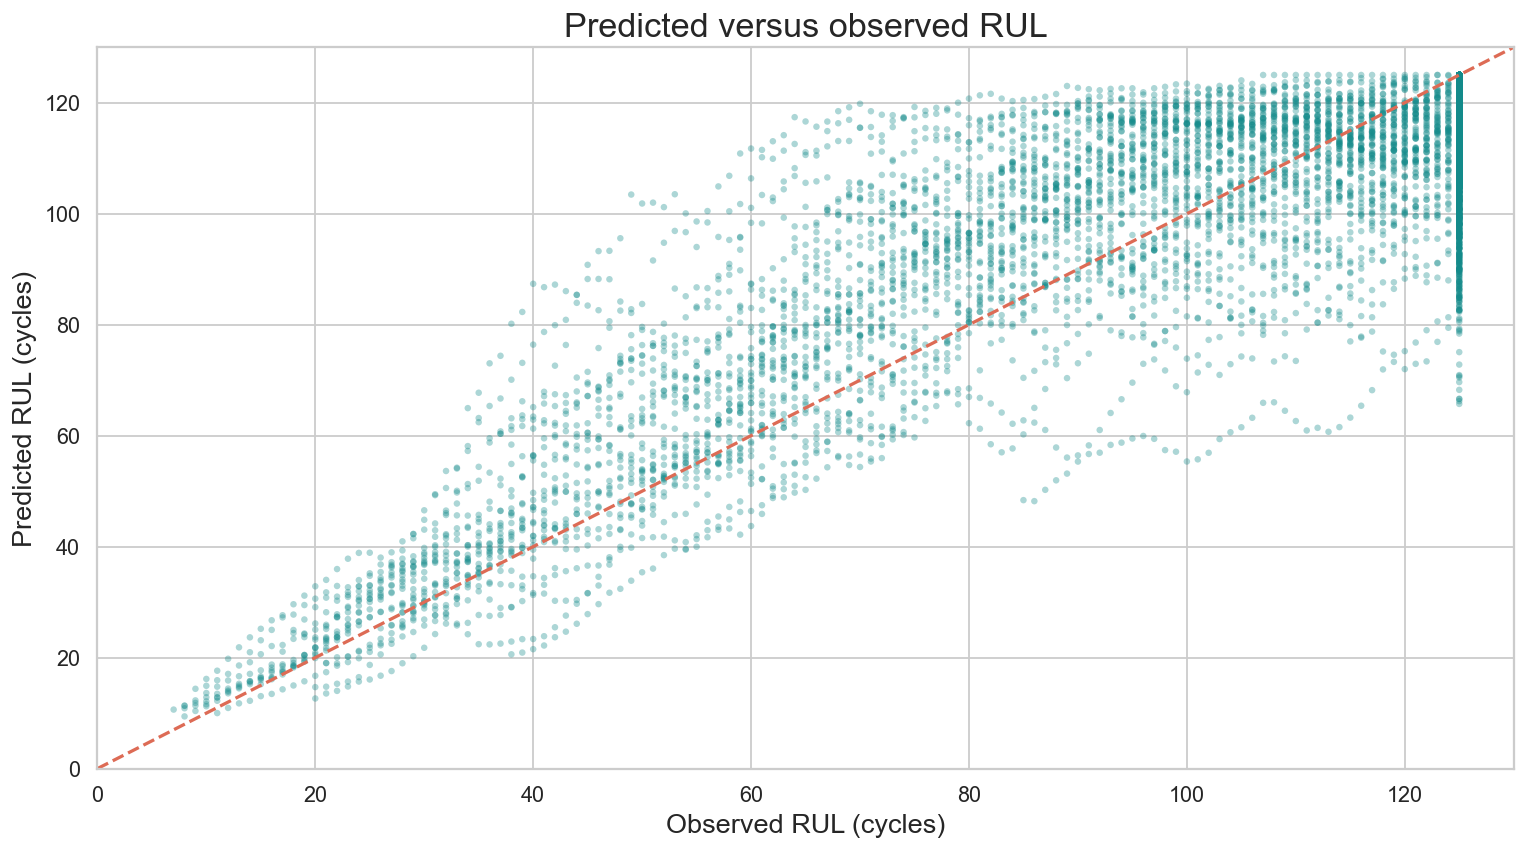 Predicted versus observed RUL
Predicted RUL (cycles)
120
100
80
60
40
20
0
0 20 40 60 80 100 120
Observed RUL (cycles)